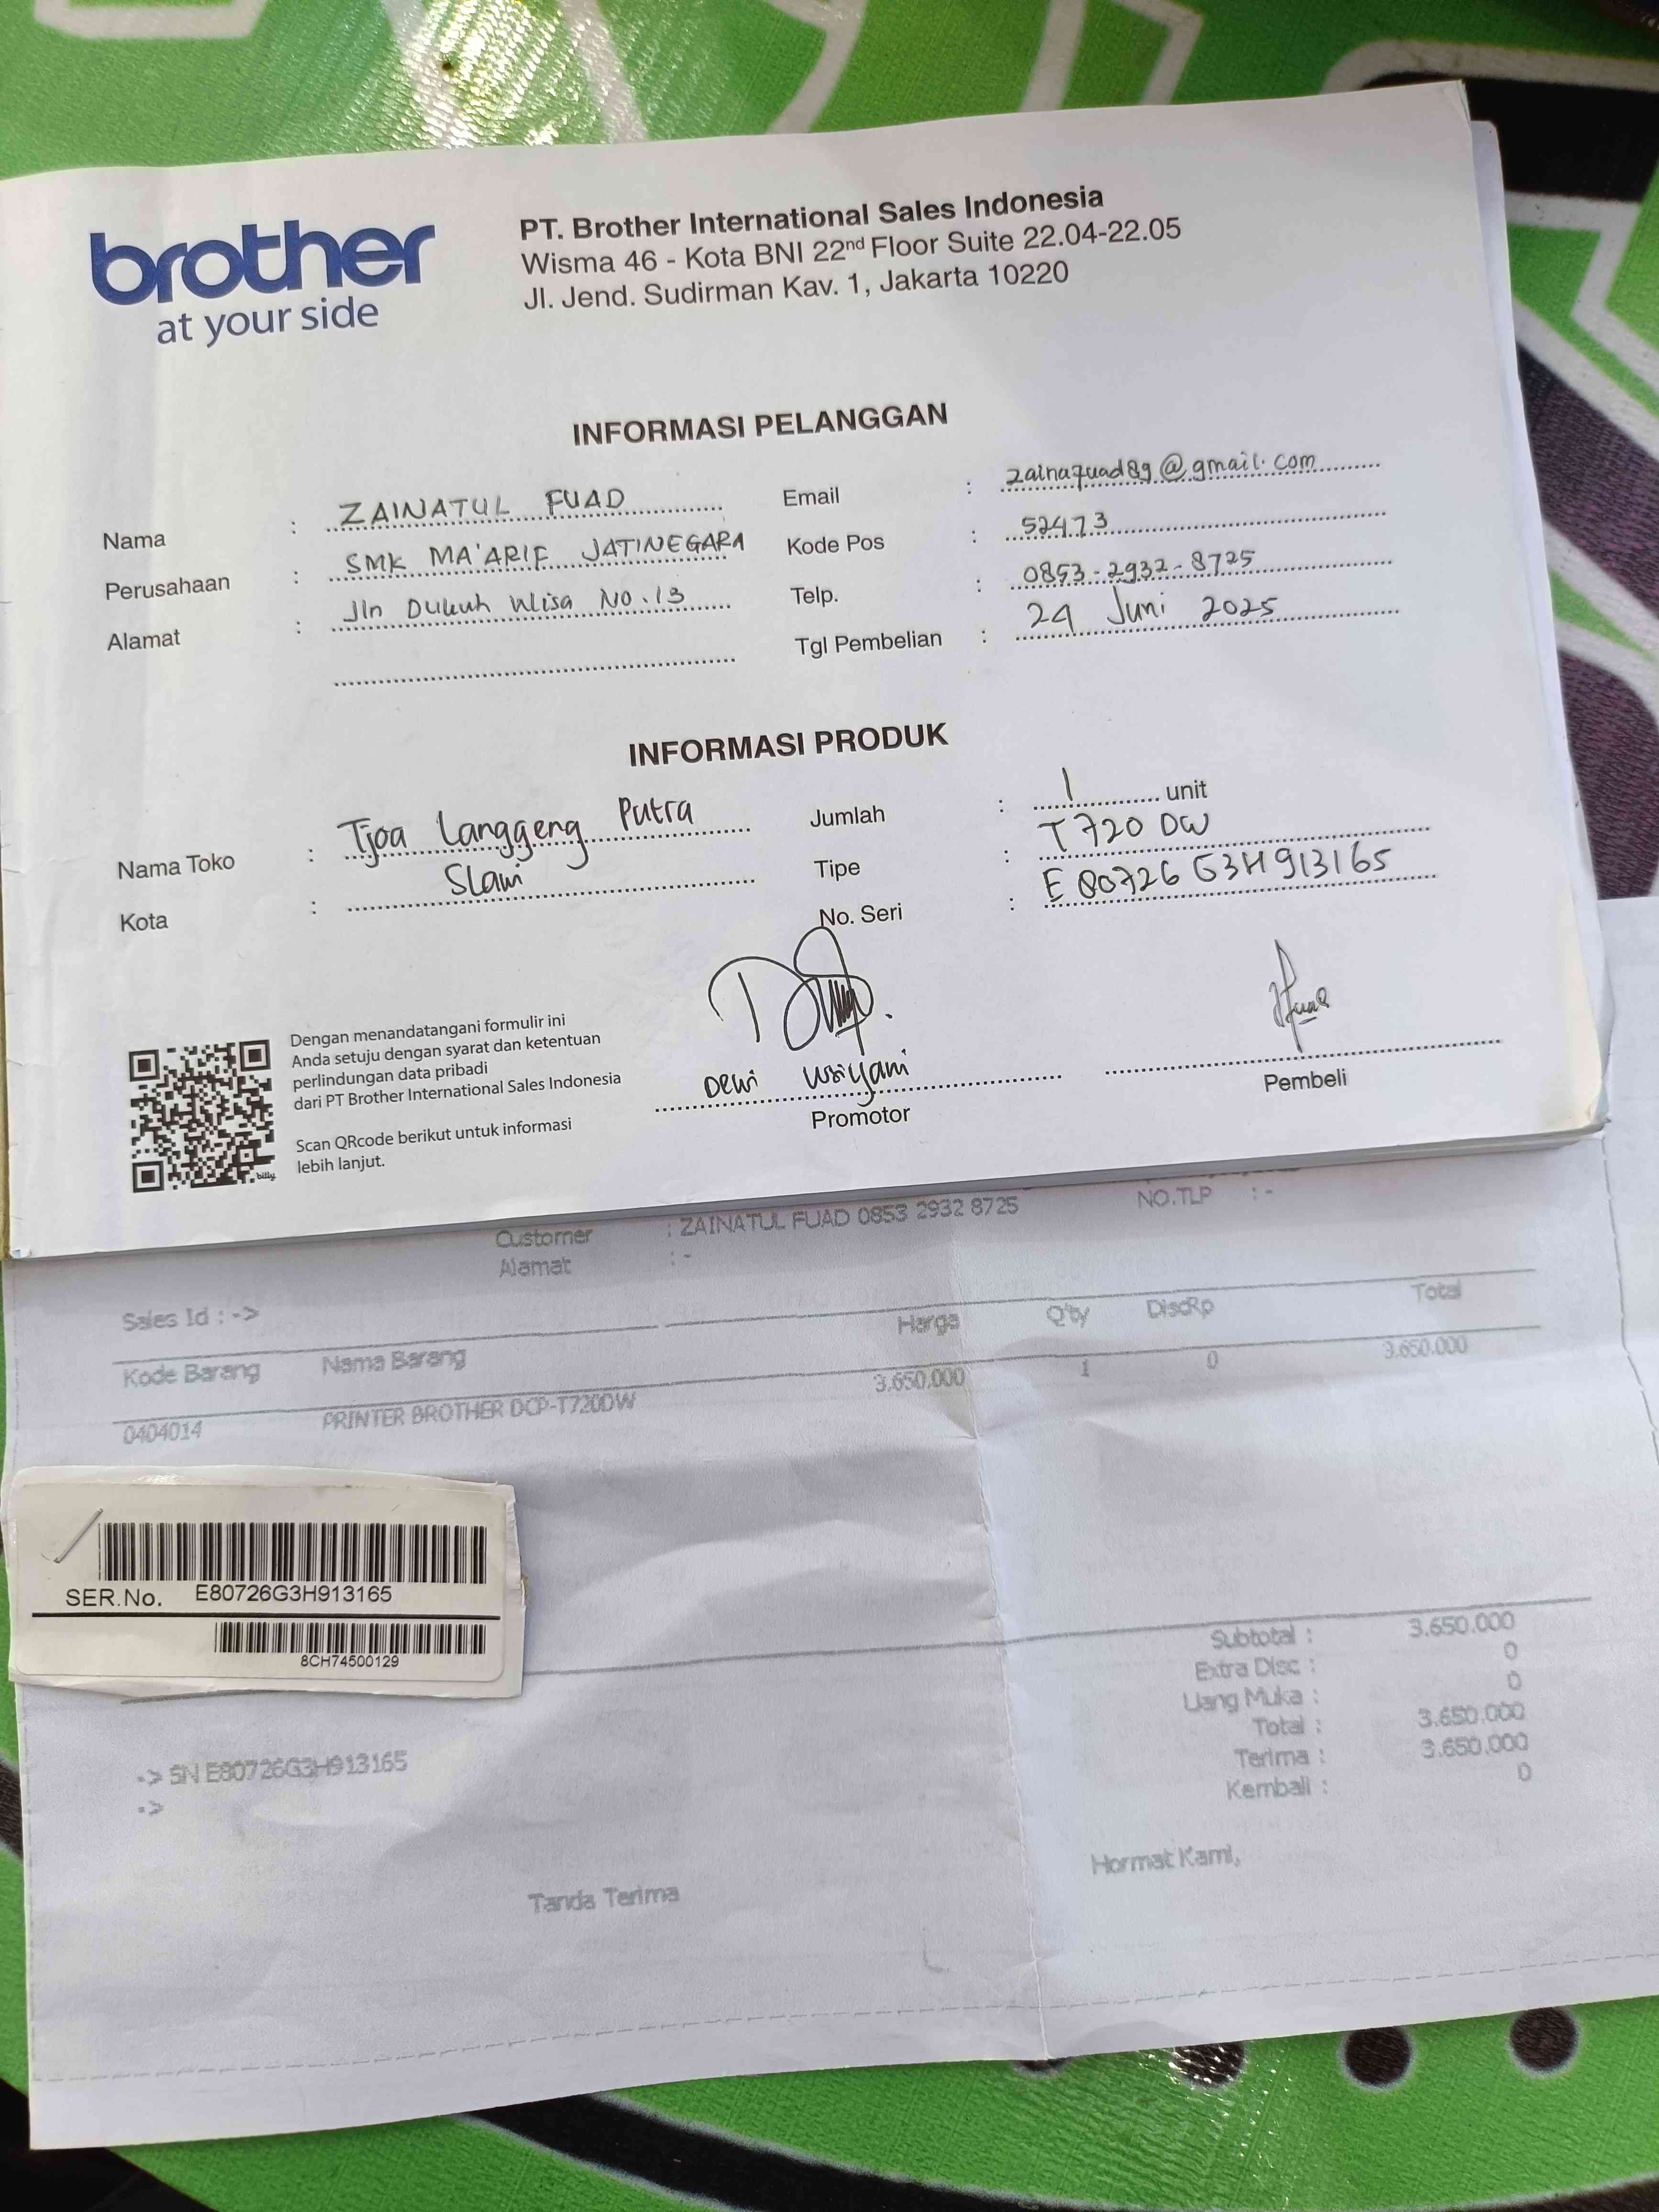 brother
at your side
PT. Brother International Sales Indonesia
Wisma 46 - Kota BNI 22nd Floor Suite 22.04-22.05
Jl. Jend. Sudirman Kav. 1, Jakarta 10220
INFORMASI PELANGGAN
Nama : ZAINATUL FUAD
Perusahaan : SMK MA'ARIF JATINEGARA
Alamat : Jln Dukuh Wisa No.13
Email : zainafuad89@gmail.com
Kode Pos : 52473
Telp. : 0853-2932-8725
Tgl Pembelian : 24 Juni 2025
INFORMASI PRODUK
Nama Toko : Tjoa Langgeng Putra
Kota : Slawi
Jumlah : 1 unit
Tipe : T720 DW
No. Seri : E80726G3H913165
Dengan menandatangani formulir ini
Anda setuju dengan syarat dan ketentuan
perlindungan data pribadi
dari PT Brother International Sales Indonesia
Scan QRcode berikut untuk informasi
lebih lanjut.
bitly
Dewi
Promotor
Pembeli
Customer : ZAINATUL FUAD 0853 2932 8725
NO.TLP : -
Alamat : -
Sales Id : ->
Kode Barang Nama Barang Harga Q'ty DiscRp Total
0404014 PRINTER BROTHER DCP-T720DW 3.650.000 1 0 3.650.000
SER.No. E80726G3H913165
8CH74500129
Subtotal : 3.650.000
Extra Disc : 0
Uang Muka : 0
Total : 3.650.000
Terima : 3.650.000
Kembali : 0
-> SN E80726G3H913165
->
Tanda Terima
Hormat Kami,